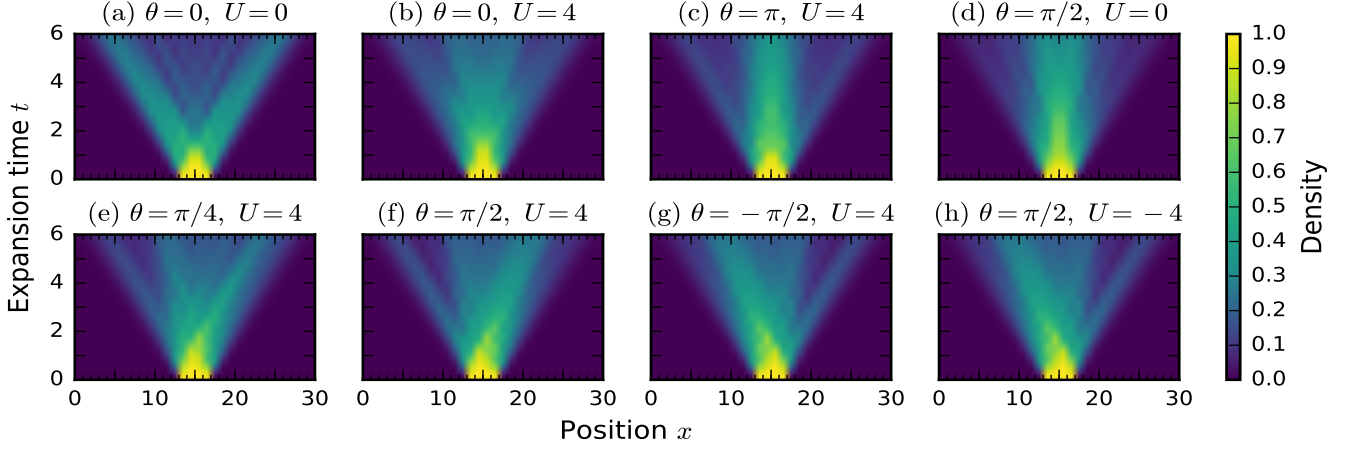 (a) θ=0, U=0
(b) θ=0, U=4
(c) θ=π, U=4
(d) θ=π/2, U=0
6
4
2
0
(e) θ=π/4, U=4
(f) θ=π/2, U=4
(g) θ=−π/2, U=4
(h) θ=π/2, U=−4
6
4
2
0
0 10 20 30
0 10 20 30
0 10 20 30
0 10 20 30
Expansion time t
Position x
1.0
0.9
0.8
0.7
0.6
0.5
0.4
0.3
0.2
0.1
0.0
Density